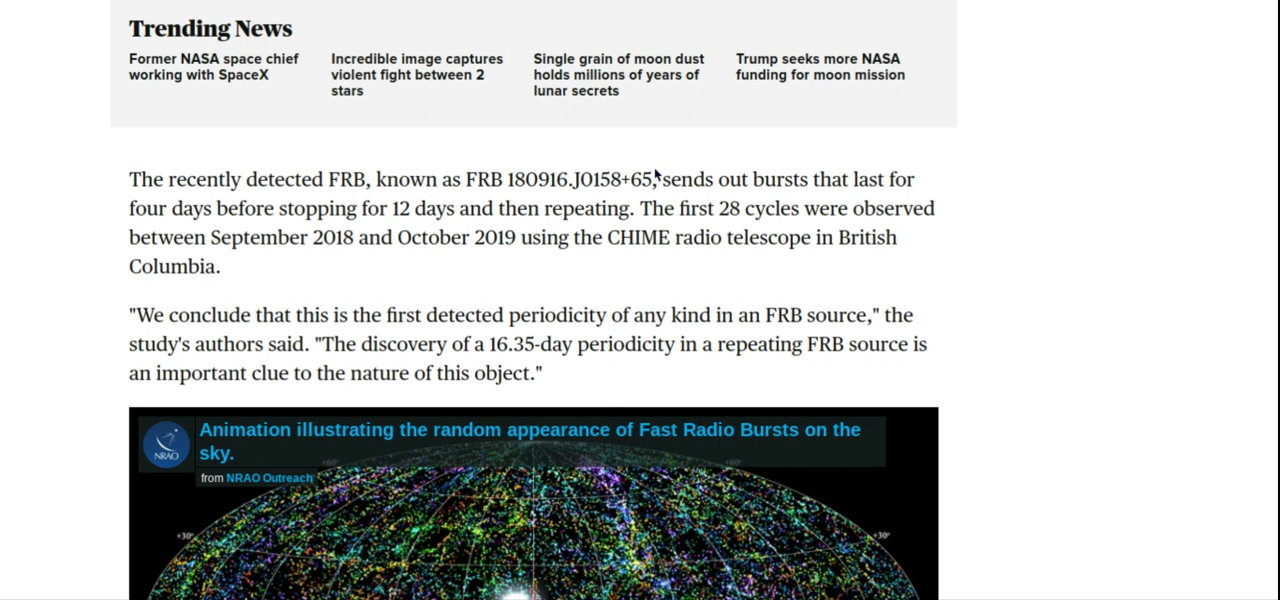 Trending News
Former NASA space chief
working with SpaceX
Incredible image captures
violent fight between 2
stars
Single grain of moon dust
holds millions of years of
lunar secrets
Trump seeks more NASA
funding for moon mission
The recently detected FRB, known as FRB 180916.J0158+65, sends out bursts that last for
four days before stopping for 12 days and then repeating. The first 28 cycles were observed
between September 2018 and October 2019 using the CHIME radio telescope in British
Columbia.
"We conclude that this is the first detected periodicity of any kind in an FRB source," the
study's authors said. "The discovery of a 16.35-day periodicity in a repeating FRB source is
an important clue to the nature of this object."
NRAO
Animation illustrating the random appearance of Fast Radio Bursts on the
sky.
from NRAO Outreach
+60° +60°
+30° +30°